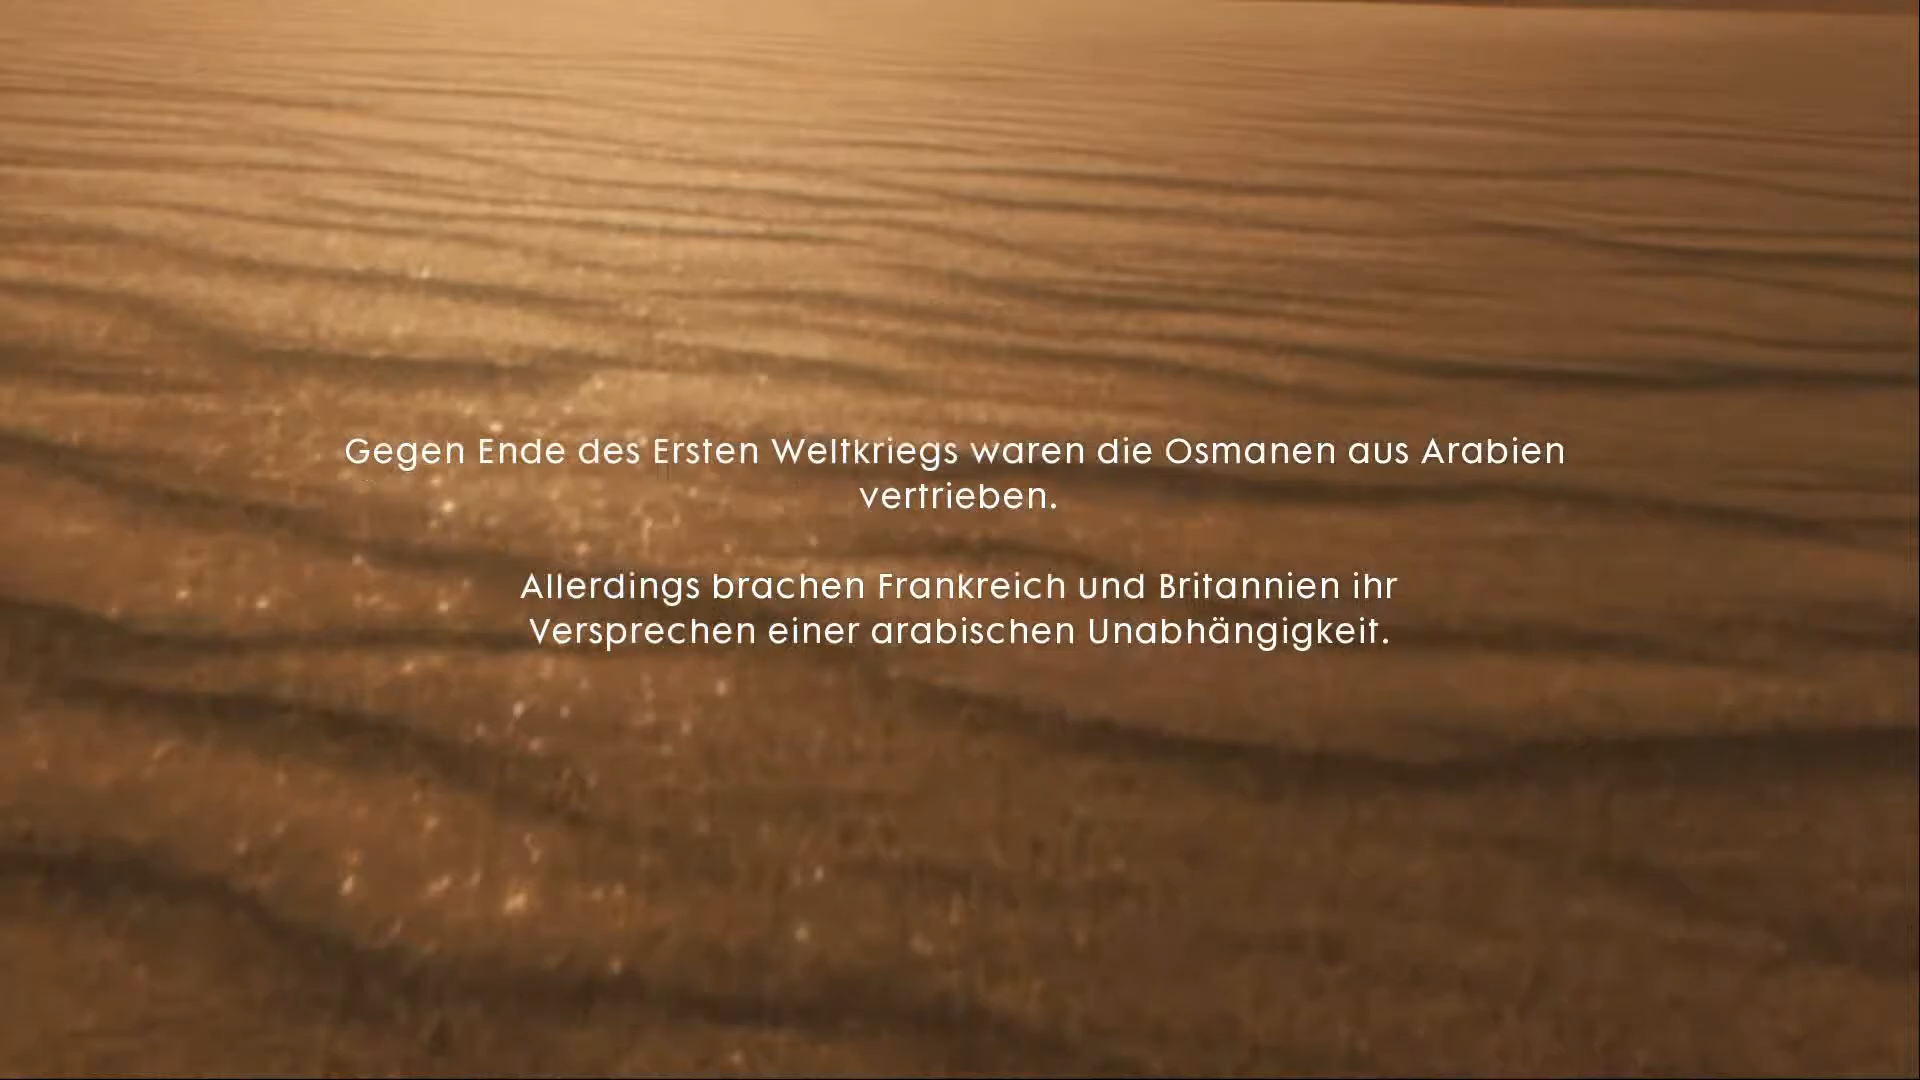 Gegen Ende des Ersten Weltkriegs waren die Osmanen aus Arabien
vertrieben.
Allerdings brachen Frankreich und Britannien ihr
Versprechen einer arabischen Unabhängigkeit.